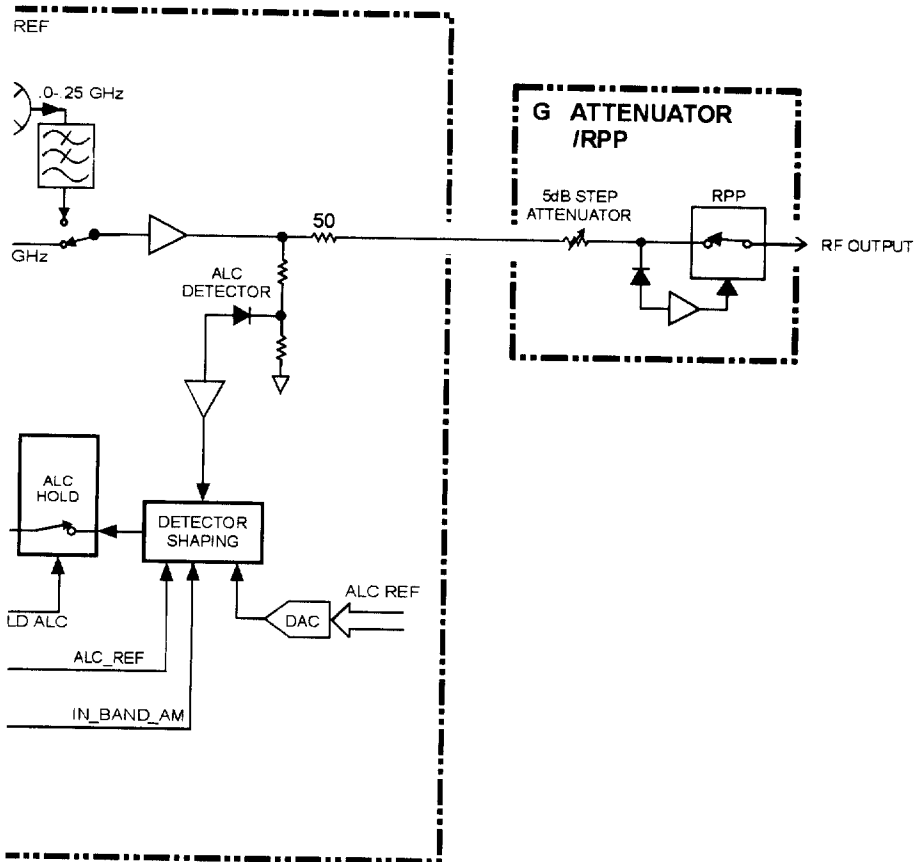 REF
.0-.25 GHz
G ATTENUATOR
/RPP
5dB STEP
ATTENUATOR
RPP
50
GHz
RF OUTPUT
ALC
DETECTOR
ALC
HOLD
DETECTOR
SHAPING
LD ALC
DAC
ALC REF
ALC_REF
IN_BAND_AM